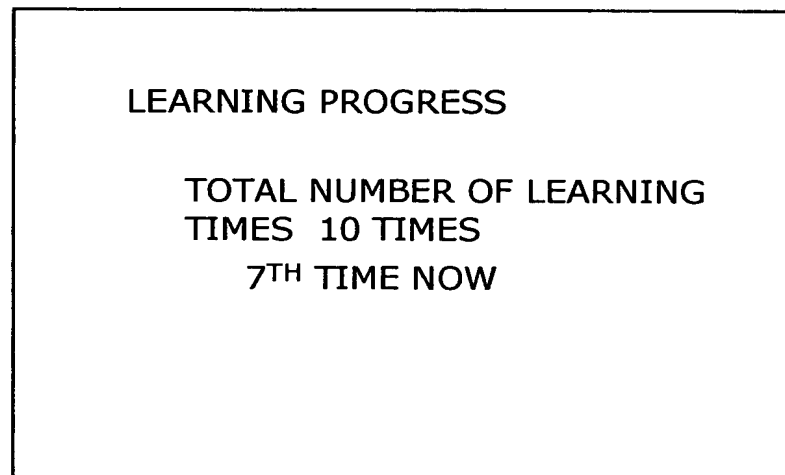 LEARNING PROGRESS
TOTAL NUMBER OF LEARNING
TIMES 10 TIMES
7TH TIME NOW